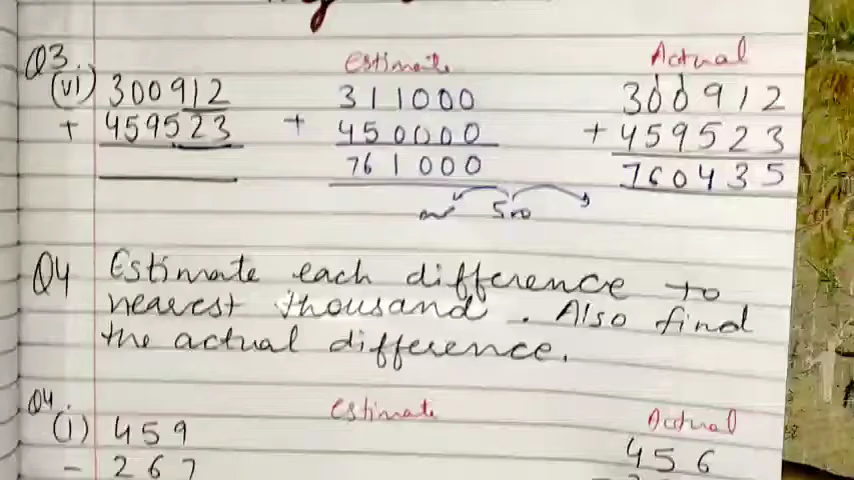 Q3
Estimate Actual
(vi) 300912 311000 300912
+ 459523 + 450000 + 459523
761000 760435
500
Q4 Estimate each difference to
nearest thousand. Also find
the actual difference.
Q4 Estimate Actual
(i) 459 456
- 267